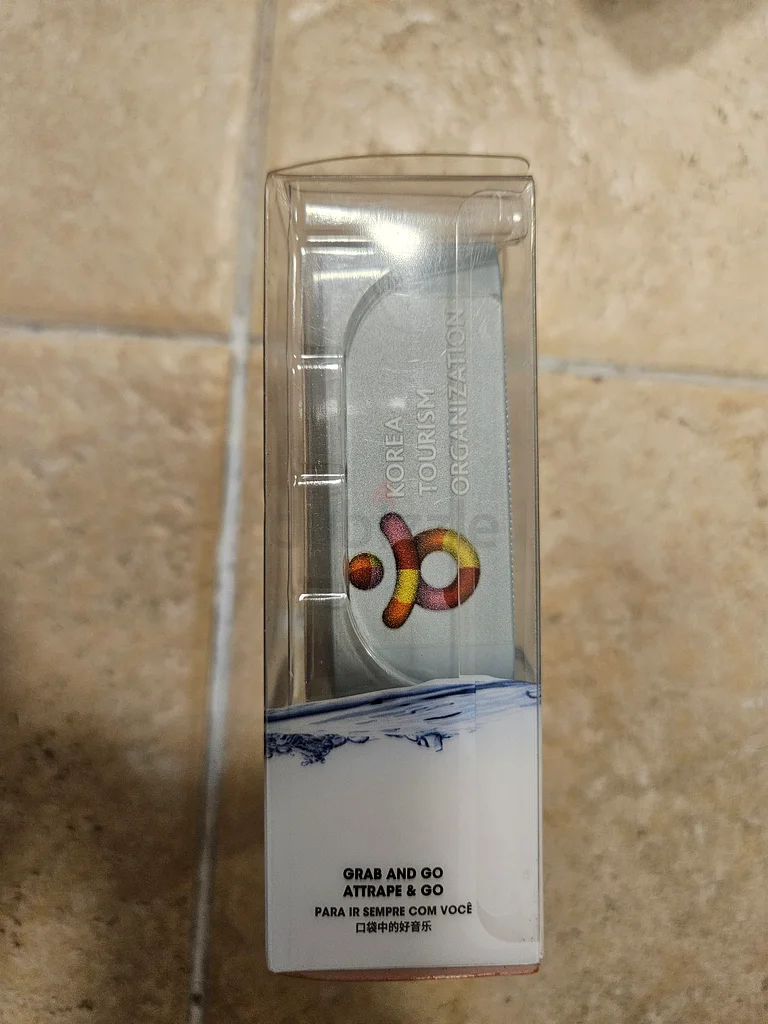 KOREA
TOURISM
ORGANIZATION
GRAB AND GO
ATTRAPE & GO
PARA IR SEMPRE COM VOCÊ
口袋中的好音乐